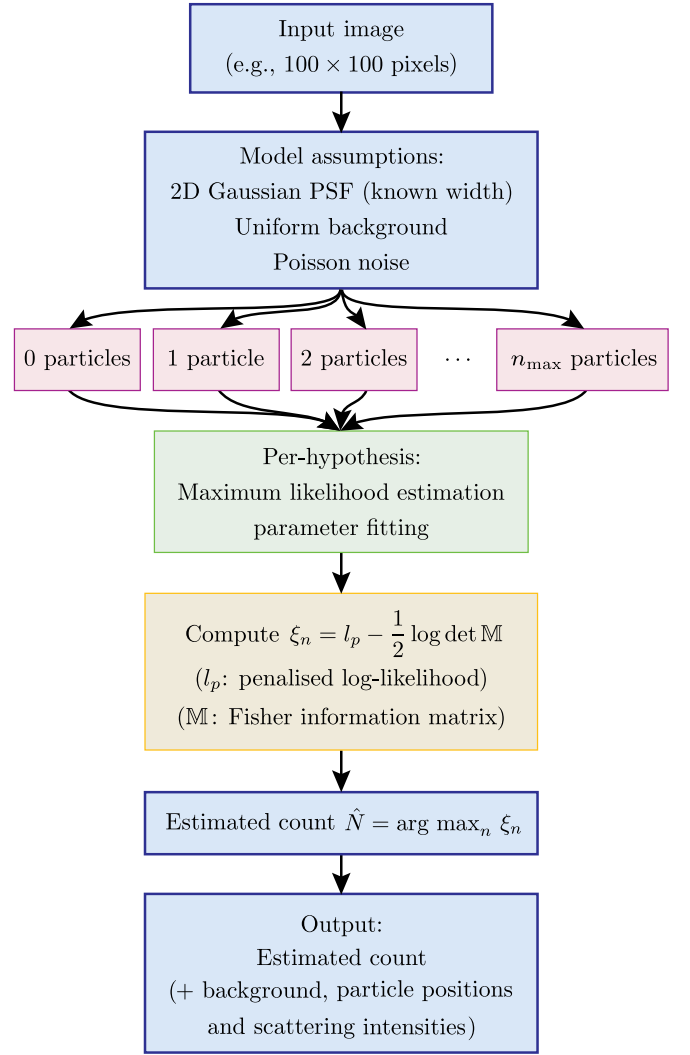 Input image
(e.g., 100 × 100 pixels)
Model assumptions:
2D Gaussian PSF (known width)
Uniform background
Poisson noise
0 particles
1 particle
2 particles
⋯
n_max particles
Per-hypothesis:
Maximum likelihood estimation
parameter fitting
Compute ξ_n = l_p − 1/2 log det 𝕄
(l_p: penalised log-likelihood)
(𝕄: Fisher information matrix)
Estimated count N̂ = arg max_n ξ_n
Output:
Estimated count
(+ background, particle positions
and scattering intensities)